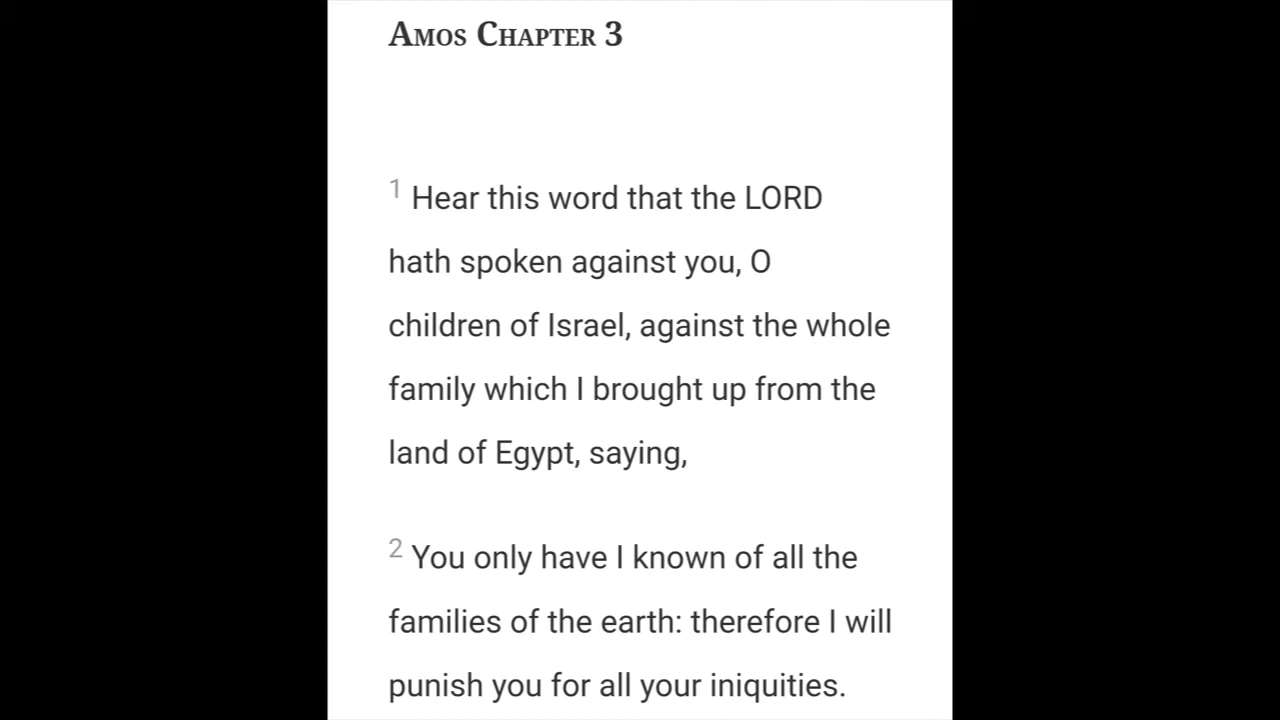 Amos Chapter 3
1 Hear this word that the LORD
hath spoken against you, O
children of Israel, against the whole
family which I brought up from the
land of Egypt, saying,
2 You only have I known of all the
families of the earth: therefore I will
punish you for all your iniquities.